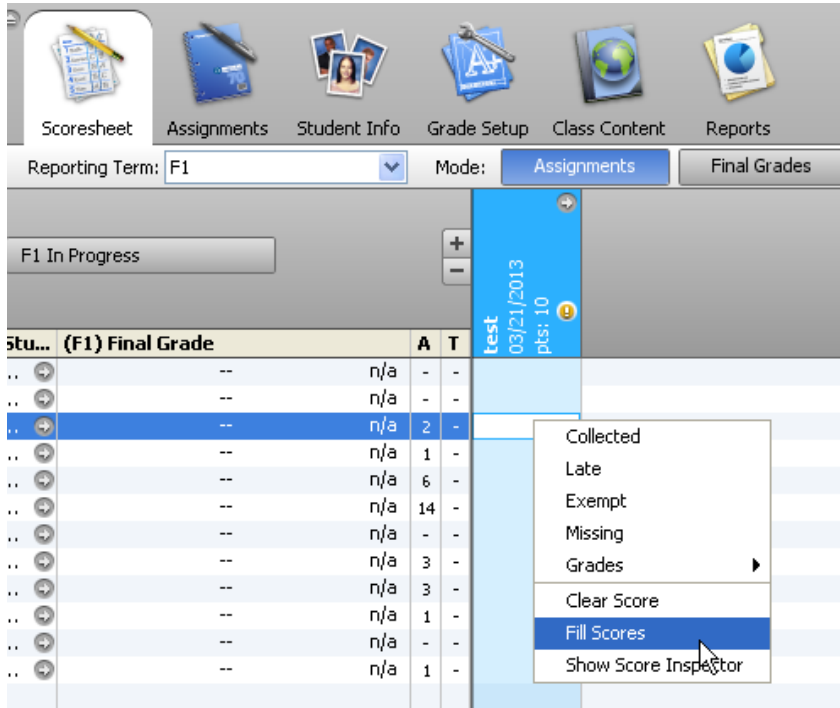 Scoresheet Assignments Student Info Grade Setup Class Content Reports
Reporting Term: F1 Mode: Assignments Final Grades
F1 In Progress
+
−
test
03/21/2013
pts: 10
Stu... (F1) Final Grade A T
.. -- n/a - -
.. -- n/a - -
.. -- n/a 2 -
.. -- n/a 1 -
.. -- n/a 6 -
.. -- n/a 14 -
.. -- n/a - -
.. -- n/a 3 -
.. -- n/a 3 -
.. -- n/a 1 -
.. -- n/a - -
.. -- n/a 1 -
Collected
Late
Exempt
Missing
Grades
Clear Score
Fill Scores
Show Score Inspector